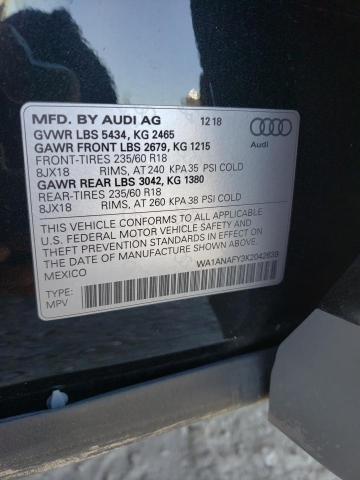 MFD. BY AUDI AG 12 18
GVWR LBS 5434, KG 2465
GAWR FRONT LBS 2679, KG 1215
FRONT-TIRES 235/60 R18
8JX18 RIMS, AT 240 KPA 35 PSI COLD
GAWR REAR LBS 3042, KG 1380
REAR-TIRES 235/60 R18
8JX18 RIMS, AT 260 KPA 38 PSI COLD
Audi
THIS VEHICLE CONFORMS TO ALL APPLICABLE
U.S. FEDERAL MOTOR VEHICLE SAFETY AND
THEFT PREVENTION STANDARDS IN EFFECT ON
THE DATE OF MANUFACTURE SHOWN ABOVE
MEXICO
TYPE:
MPV
WA1ANAFY3K2042639